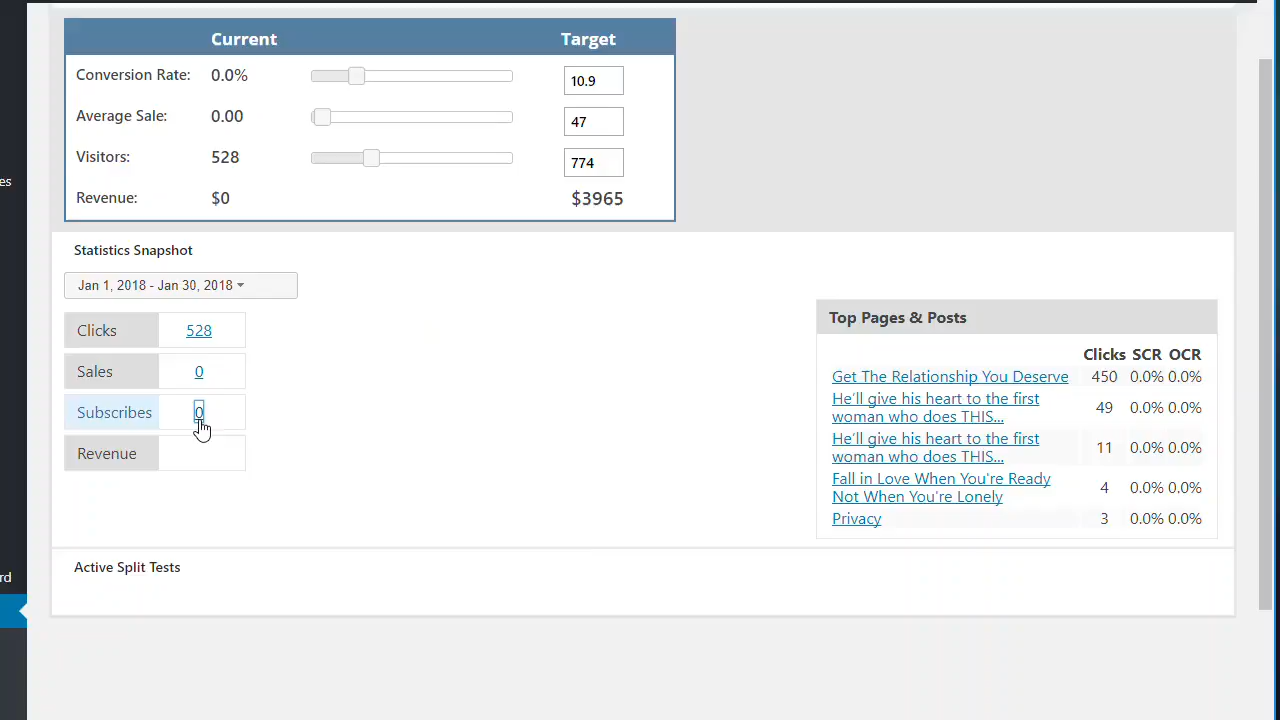 Current Target
Conversion Rate: 0.0% 10.9
Average Sale: 0.00 47
Visitors: 528 774
Revenue: $0 $3965
es
Statistics Snapshot
Jan 1, 2018 - Jan 30, 2018
Clicks 528
Sales 0
Subscribes 0
Revenue
Top Pages & Posts
Clicks SCR OCR
Get The Relationship You Deserve 450 0.0% 0.0%
He'll give his heart to the first
woman who does THIS... 49 0.0% 0.0%
He'll give his heart to the first
woman who does THIS... 11 0.0% 0.0%
Fall in Love When You're Ready
Not When You're Lonely 4 0.0% 0.0%
Privacy 3 0.0% 0.0%
Active Split Tests
rd